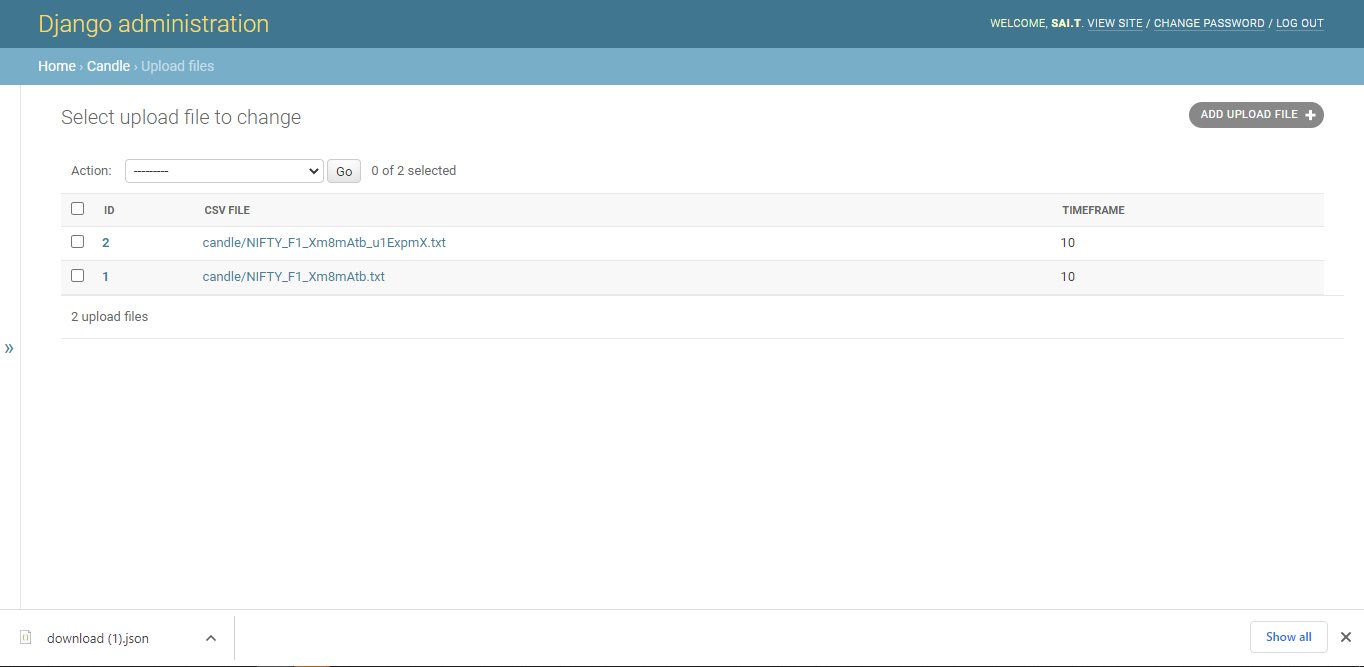 Django administration
WELCOME, SAI.T. VIEW SITE / CHANGE PASSWORD / LOG OUT
Home › Candle › Upload files
Select upload file to change
ADD UPLOAD FILE +
Action: --------- Go 0 of 2 selected
ID CSV FILE TIMEFRAME
2 candle/NIFTY_F1_Xm8mAtb_u1ExpmX.txt 10
1 candle/NIFTY_F1_Xm8mAtb.txt 10
2 upload files
»
download (1).json
Show all